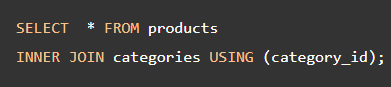 SELECT  * FROM products
INNER JOIN categories USING (category_id);